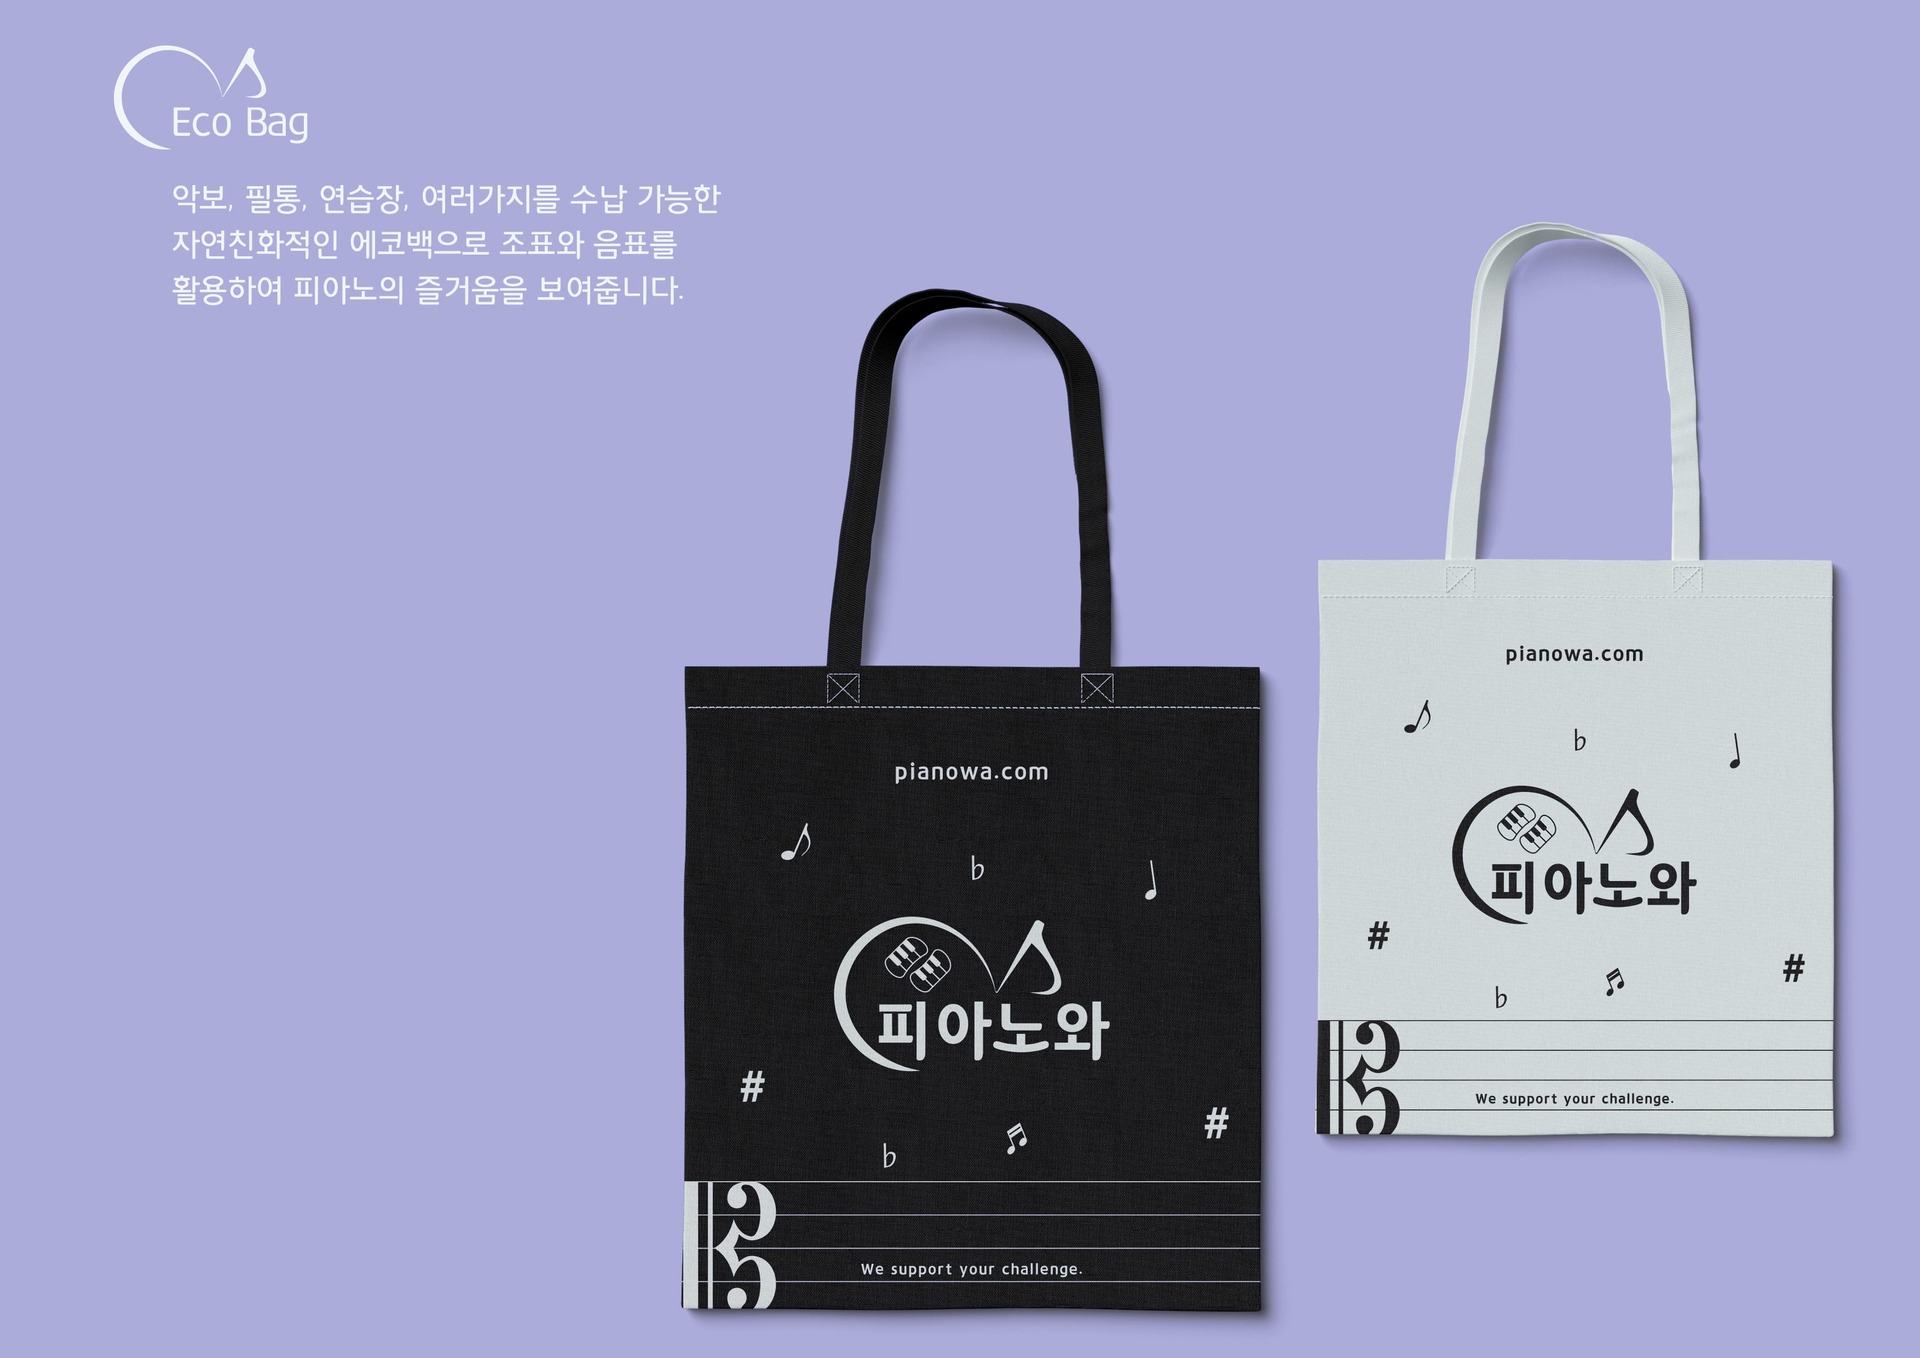 Eco Bag
악보, 필통, 연습장, 여러가지를 수납 가능한
자연친화적인 에코백으로 조표와 음표를
활용하여 피아노의 즐거움을 보여줍니다.
pianowa.com
피아노와
We support your challenge.
pianowa.com
피아노와
We support your challenge.